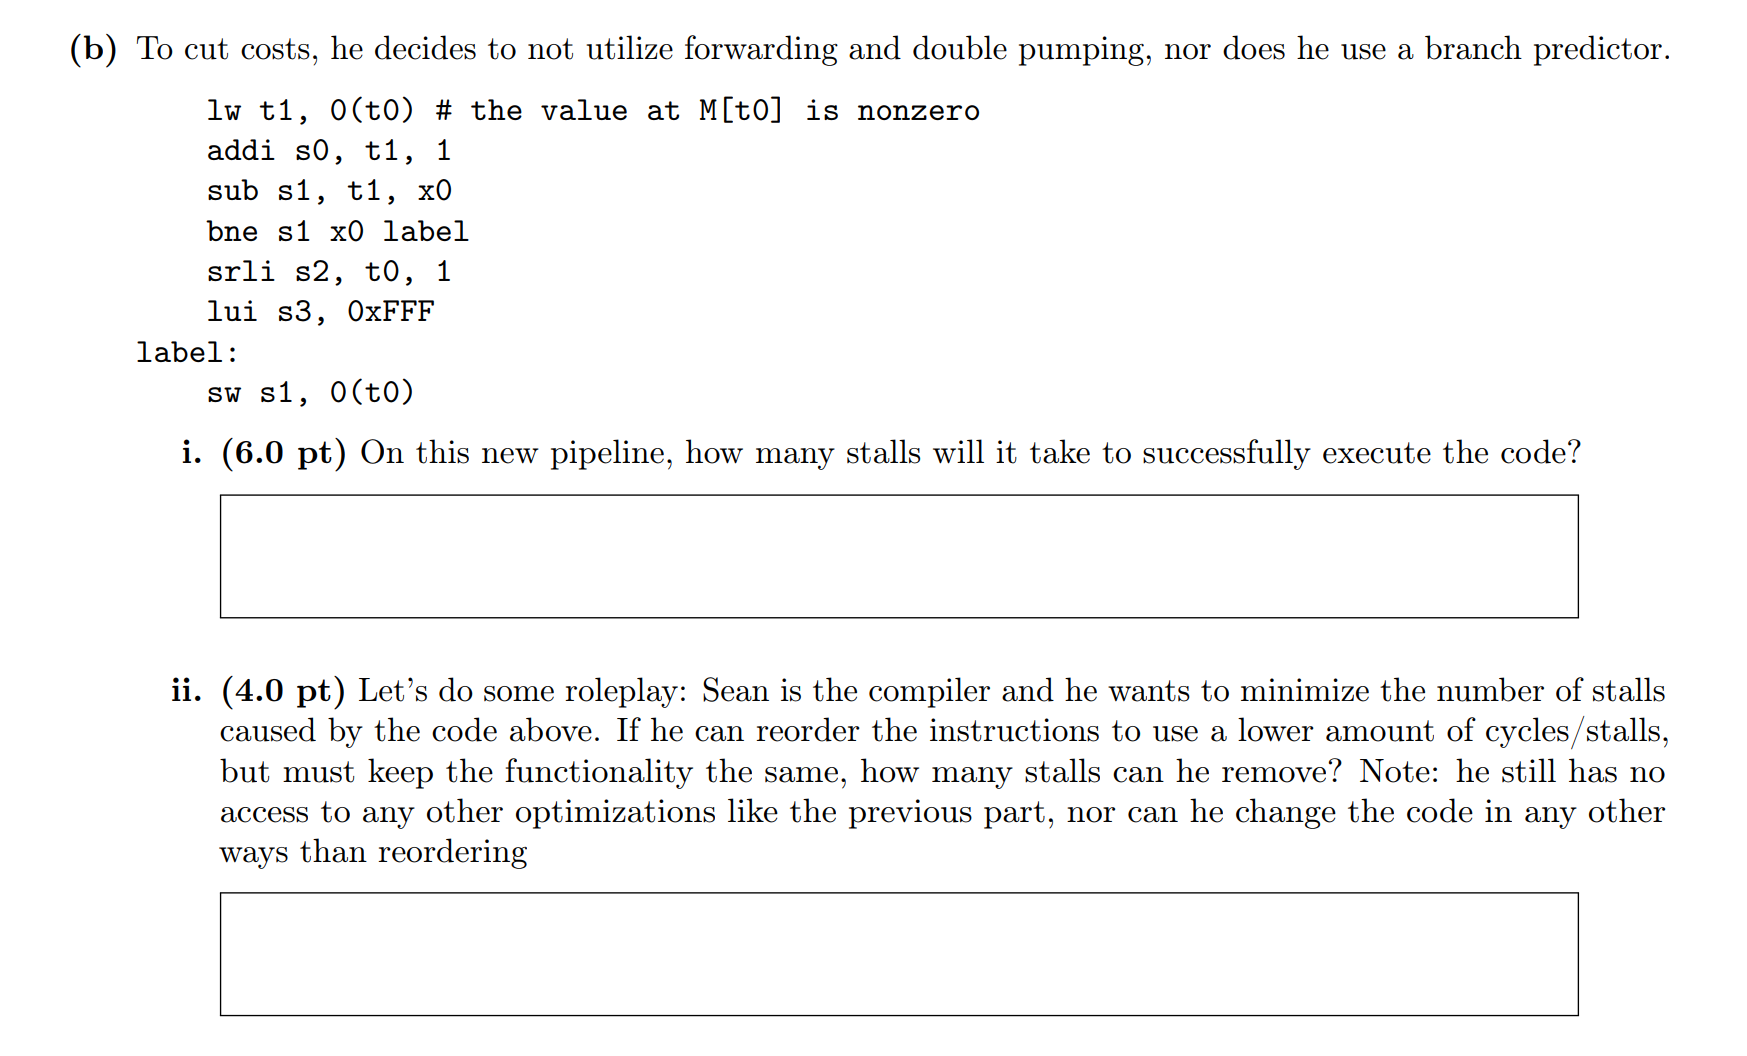 (b) To cut costs, he decides to not utilize forwarding and double pumping, nor does he use a branch predictor.
lw t1, 0(t0) # the value at M[t0] is nonzero
addi s0, t1, 1
sub s1, t1, x0
bne s1 x0 label
srli s2, t0, 1
lui s3, 0xFFF
label:
sw s1, 0(t0)
i. (6.0 pt) On this new pipeline, how many stalls will it take to successfully execute the code?
ii. (4.0 pt) Let's do some roleplay: Sean is the compiler and he wants to minimize the number of stalls
caused by the code above. If he can reorder the instructions to use a lower amount of cycles/stalls,
but must keep the functionality the same, how many stalls can he remove? Note: he still has no
access to any other optimizations like the previous part, nor can he change the code in any other
ways than reordering